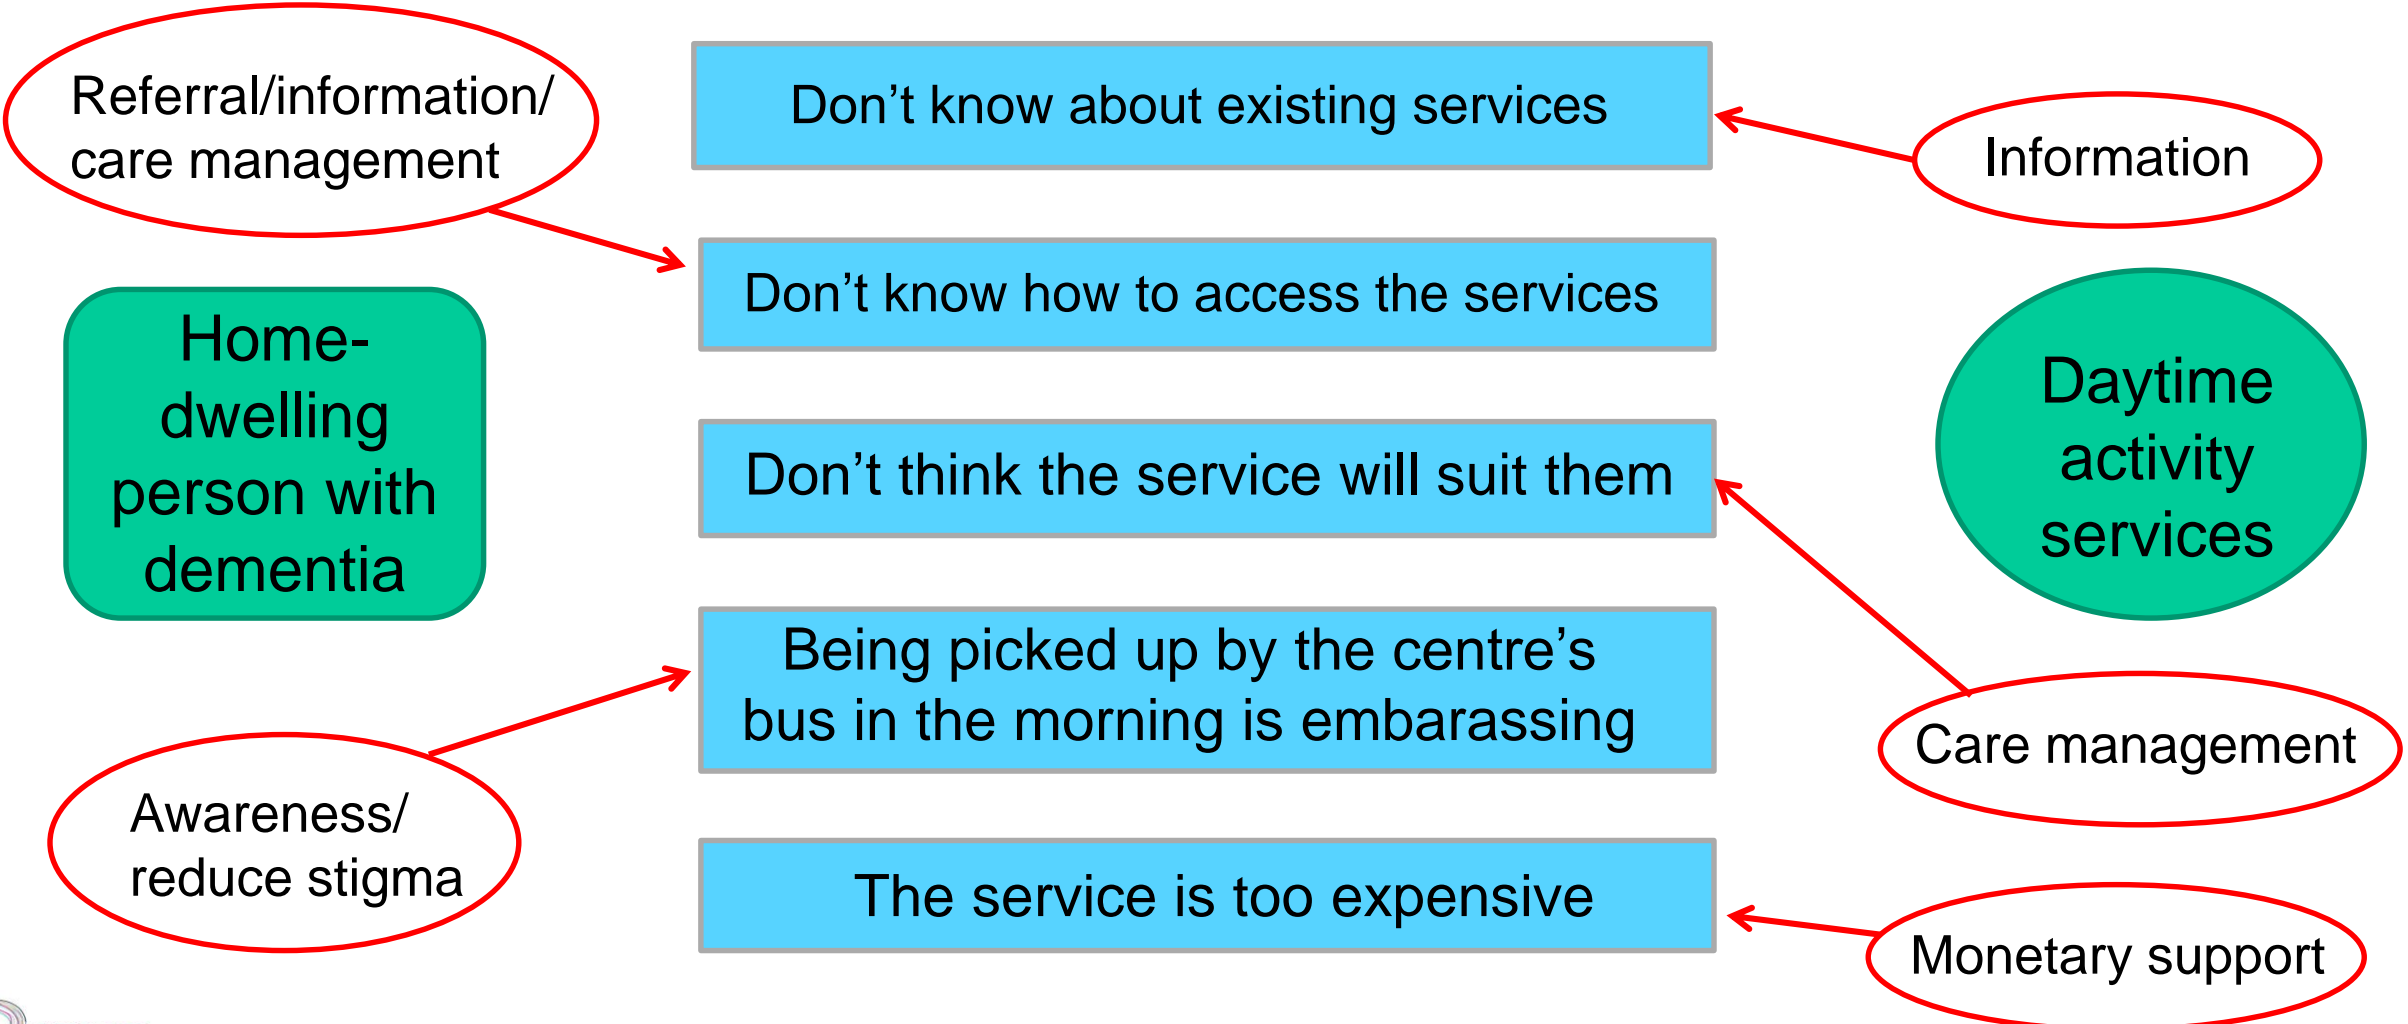 Referral/information/
care management
Don’t know about existing services
Information
Don’t know how to access the services
Home-
dwelling
person with
dementia
Daytime
activity
services
Don’t think the service will suit them
Being picked up by the centre’s
bus in the morning is embarassing
Care management
Awareness/
reduce stigma
The service is too expensive
Monetary support